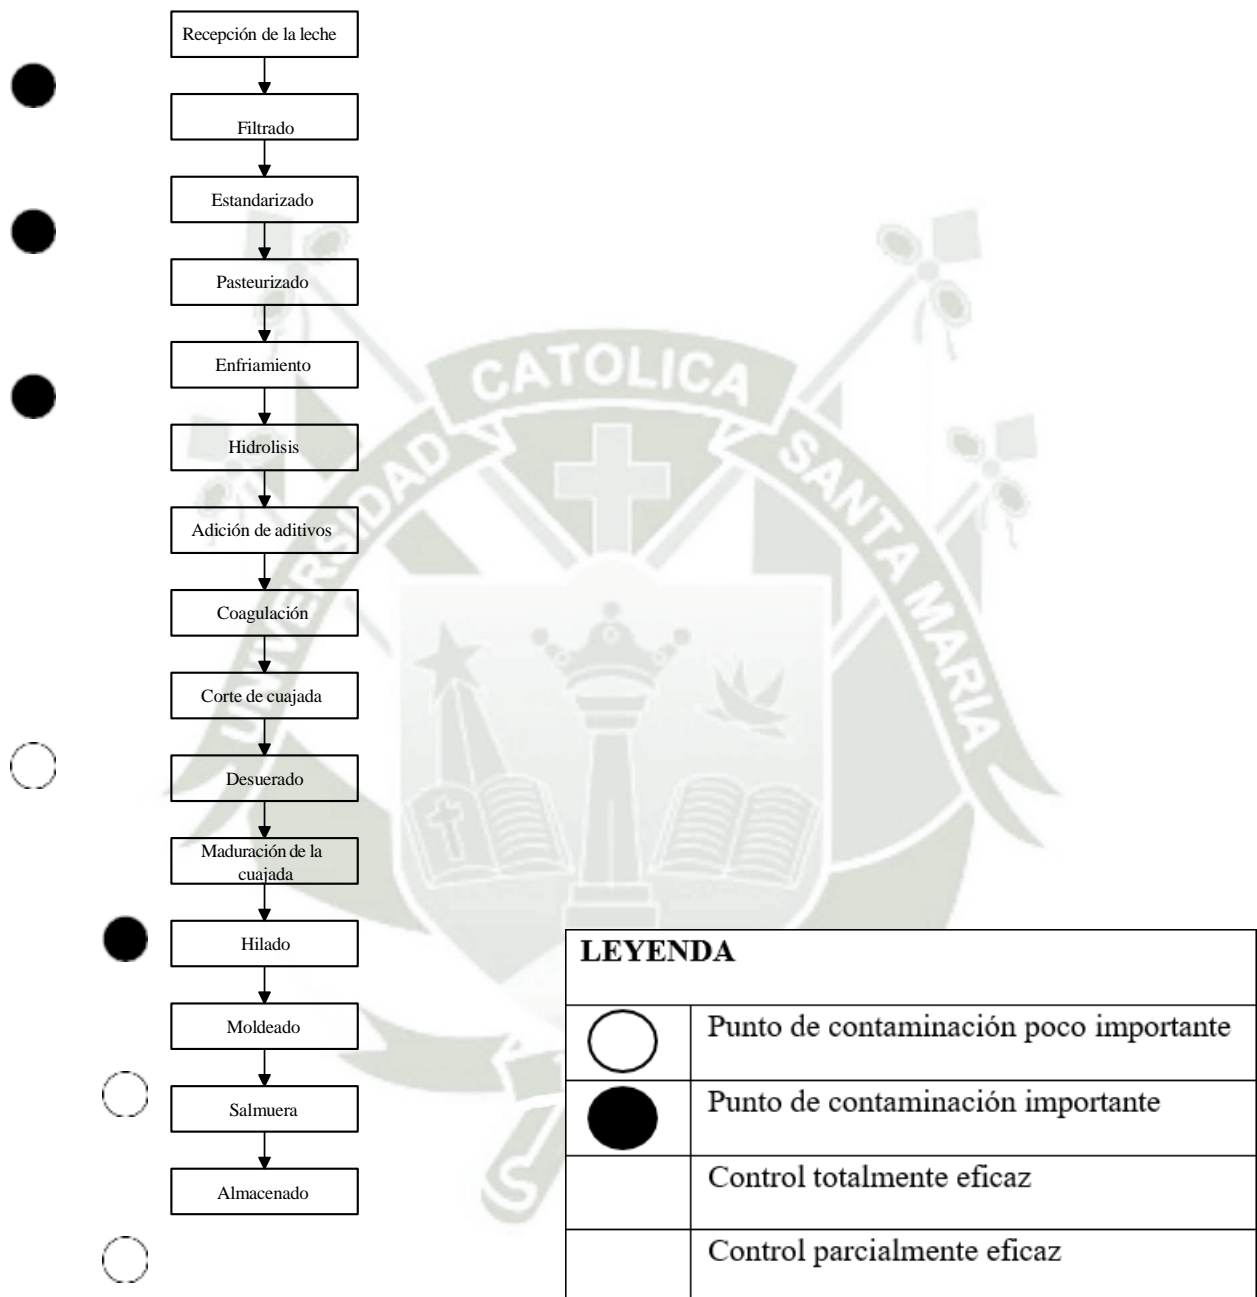 Recepción de la leche
Filtrado
Estandarizado
Pasteurizado
Enfriamiento
Hidrolisis
Adición de aditivos
Coagulación
Corte de cuajada
Desuerado
Maduración de la
cuajada
Hilado
Moldeado
Salmuera
Almacenado
LEYENDA
Punto de contaminación poco importante
Punto de contaminación importante
Control totalmente eficaz
Control parcialmente eficaz
UNIVERSIDAD CATOLICA SANTA MARIA